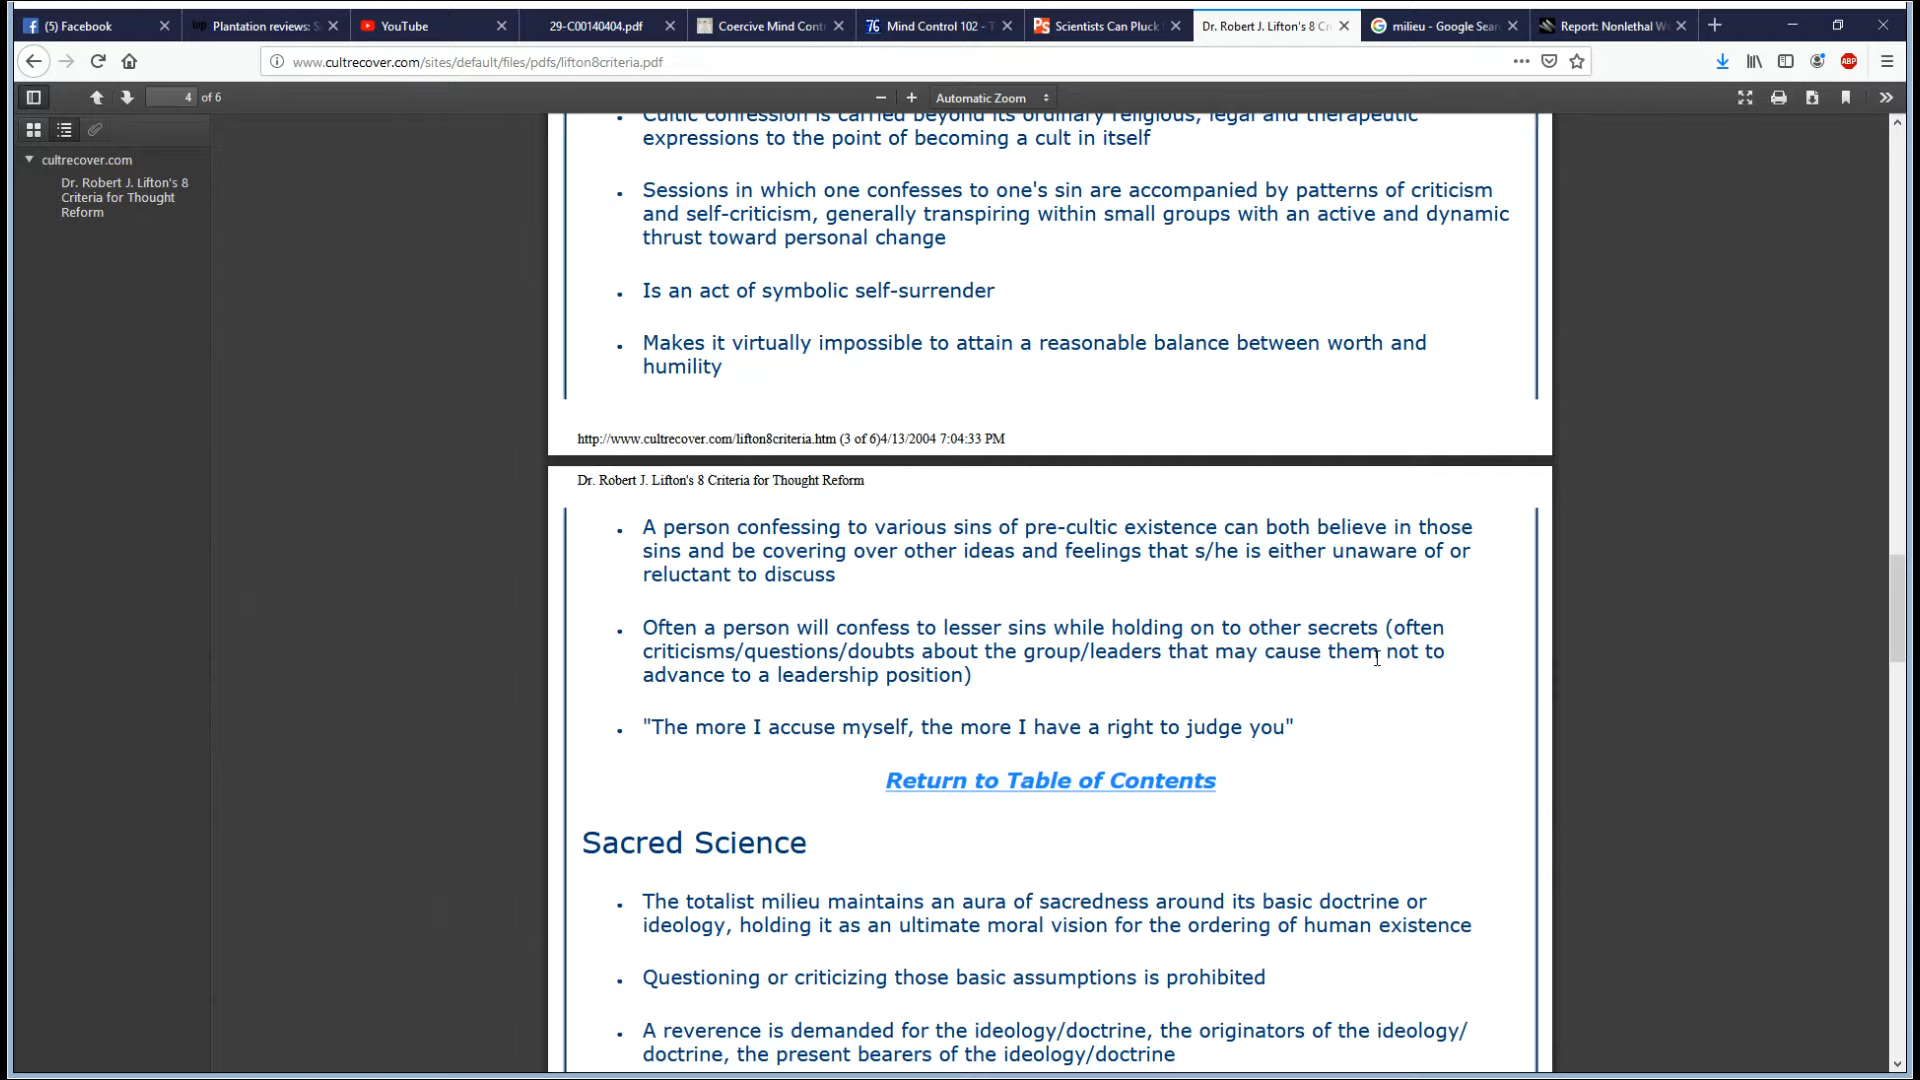 (5) Facebook
Plantation reviews: S
YouTube
29-C00140404.pdf
Coercive Mind Cont
Mind Control 102 - T
Scientists Can Pluck
Dr. Robert J. Lifton's 8 Cr
milieu - Google Sear
Report: Nonlethal W
www.cultrecover.com/sites/default/files/pdfs/lifton8criteria.pdf
ABP
4 of 6
Automatic Zoom
cultrecover.com
Dr. Robert J. Lifton's 8
Criteria for Thought
Reform
Cultic confession is carried beyond its ordinary religious, legal and therapeutic
expressions to the point of becoming a cult in itself
Sessions in which one confesses to one's sin are accompanied by patterns of criticism
and self-criticism, generally transpiring within small groups with an active and dynamic
thrust toward personal change
Is an act of symbolic self-surrender
Makes it virtually impossible to attain a reasonable balance between worth and
humility
http://www.cultrecover.com/lifton8criteria.htm (3 of 6)4/13/2004 7:04:33 PM
Dr. Robert J. Lifton's 8 Criteria for Thought Reform
A person confessing to various sins of pre-cultic existence can both believe in those
sins and be covering over other ideas and feelings that s/he is either unaware of or
reluctant to discuss
Often a person will confess to lesser sins while holding on to other secrets (often
criticisms/questions/doubts about the group/leaders that may cause them not to
advance to a leadership position)
"The more I accuse myself, the more I have a right to judge you"
Return to Table of Contents
Sacred Science
The totalist milieu maintains an aura of sacredness around its basic doctrine or
ideology, holding it as an ultimate moral vision for the ordering of human existence
Questioning or criticizing those basic assumptions is prohibited
A reverence is demanded for the ideology/doctrine, the originators of the ideology/
doctrine, the present bearers of the ideology/doctrine